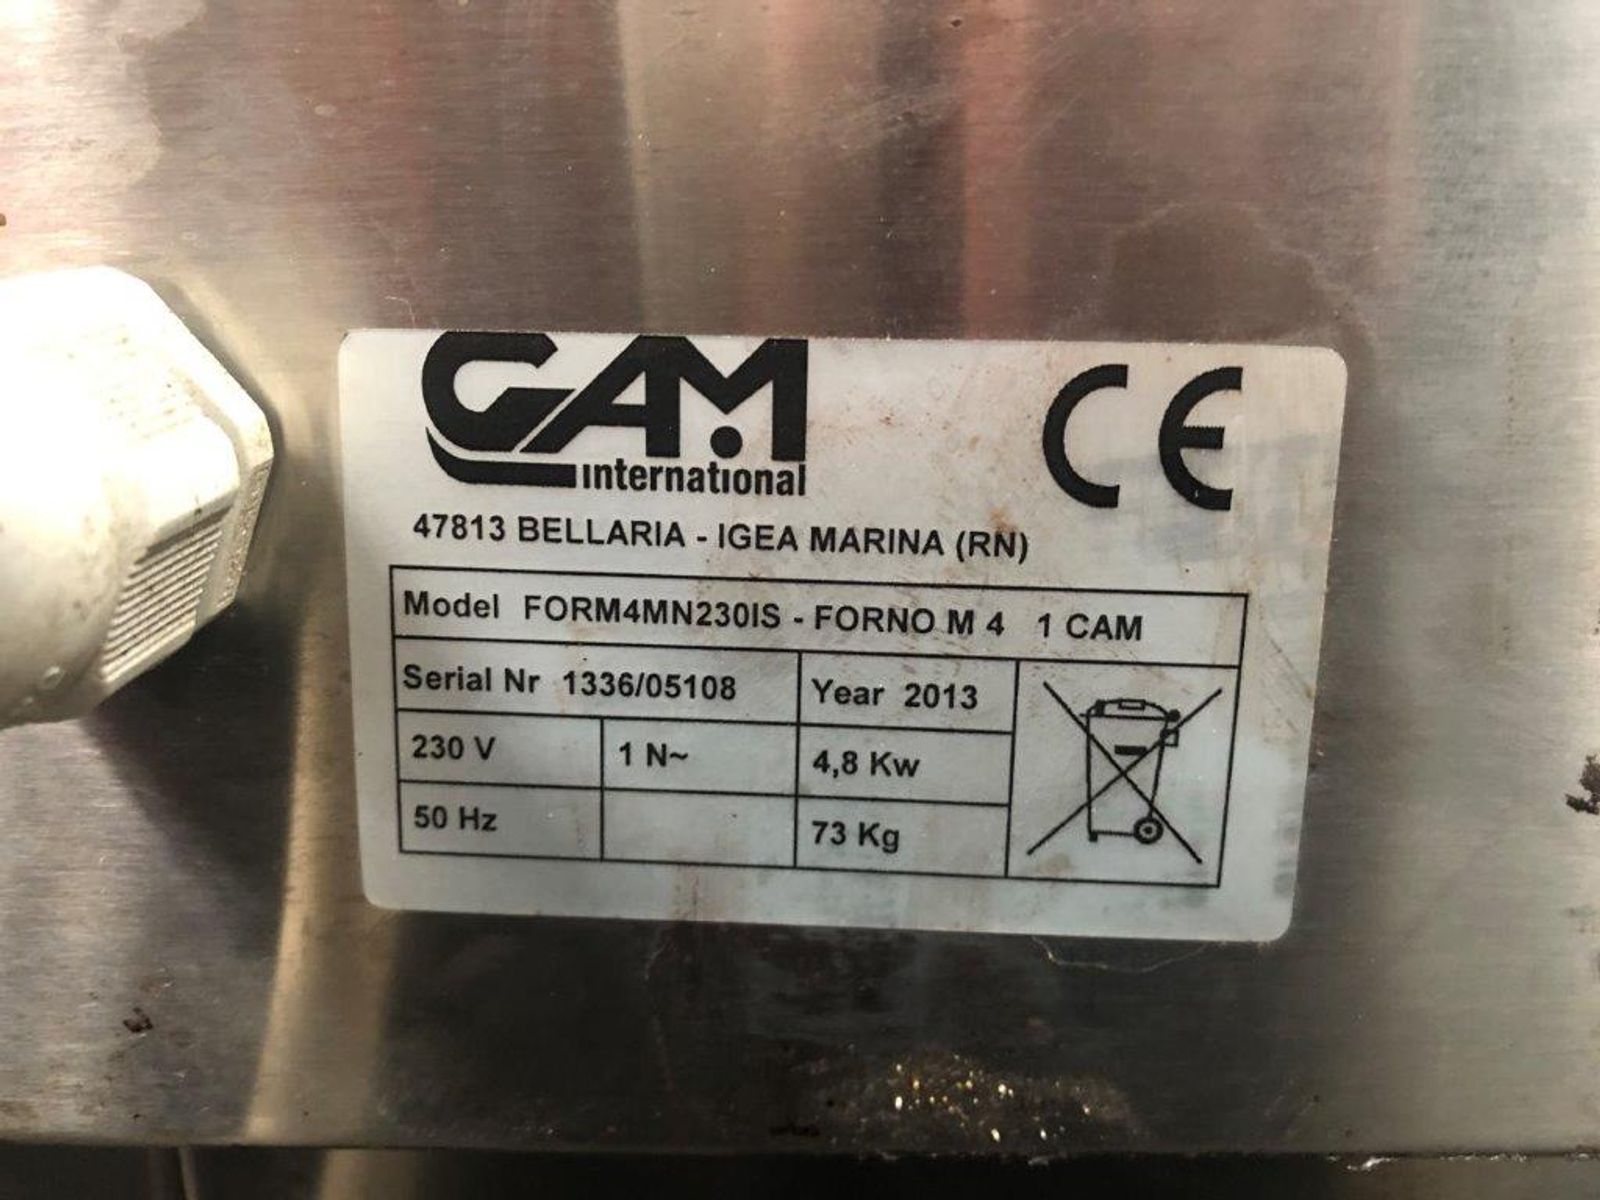 GAM
international
CE
47813 BELLARIA - IGEA MARINA (RN)
Model FORM4MN230IS - FORNO M 4 1 CAM
Serial Nr 1336/05108 Year 2013
230 V 1 N~ 4,8 Kw
50 Hz 73 Kg